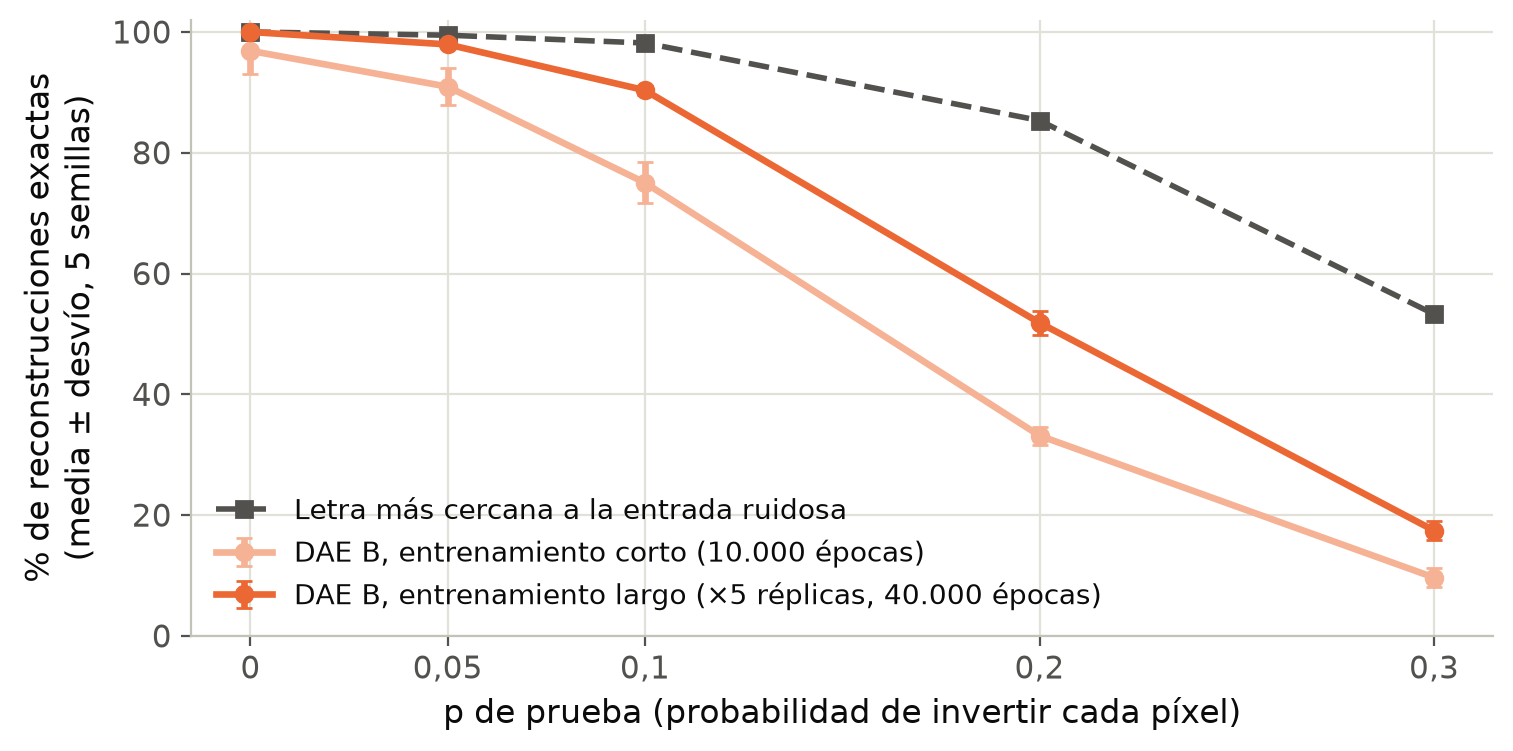 % de reconstrucciones exactas
(media ± desvío, 5 semillas)
100
80
60
40
20
0
Letra más cercana a la entrada ruidosa
DAE B, entrenamiento corto (10.000 épocas)
DAE B, entrenamiento largo (×5 réplicas, 40.000 épocas)
0 0,05 0,1 0,2 0,3
p de prueba (probabilidad de invertir cada píxel)